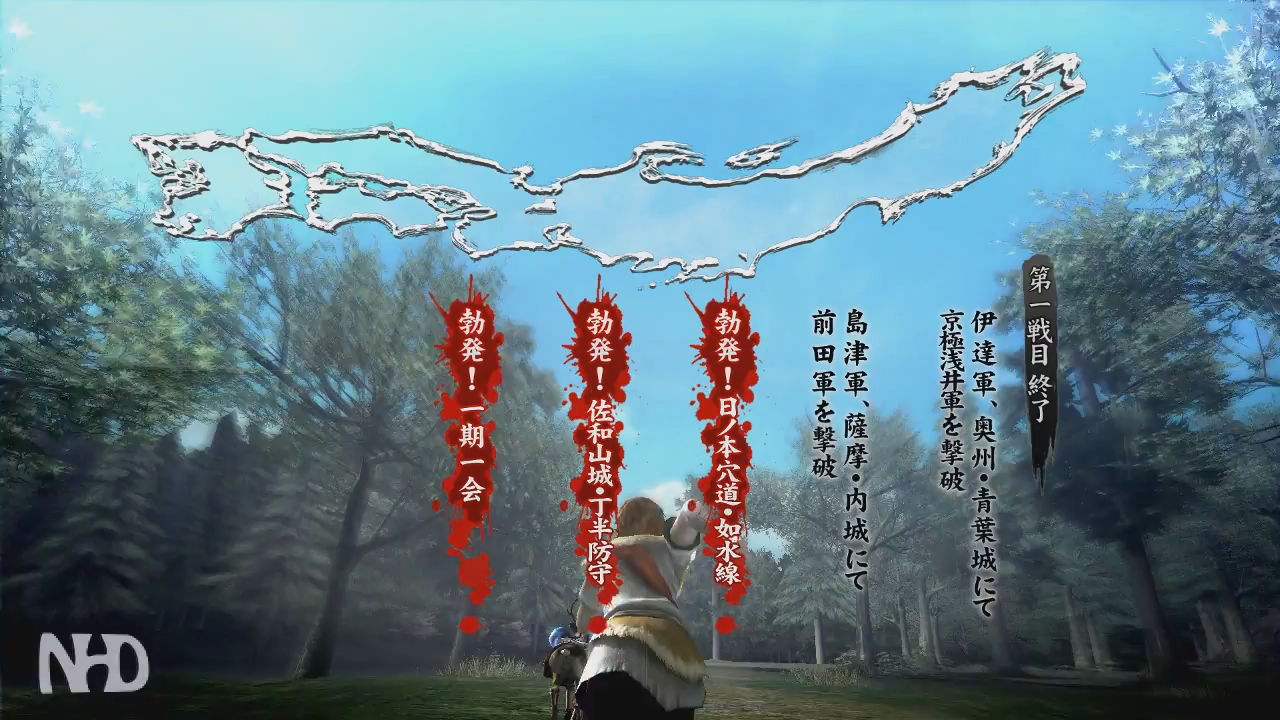 第一戦目 終了
伊達軍、奥州・青葉城にて
京極浅井軍を撃破
島津軍、薩摩・内城にて
前田軍を撃破
勃発！日ノ本穴道・如水線
勃発！佐和山城・丁半防守
勃発！一期一会
NHD